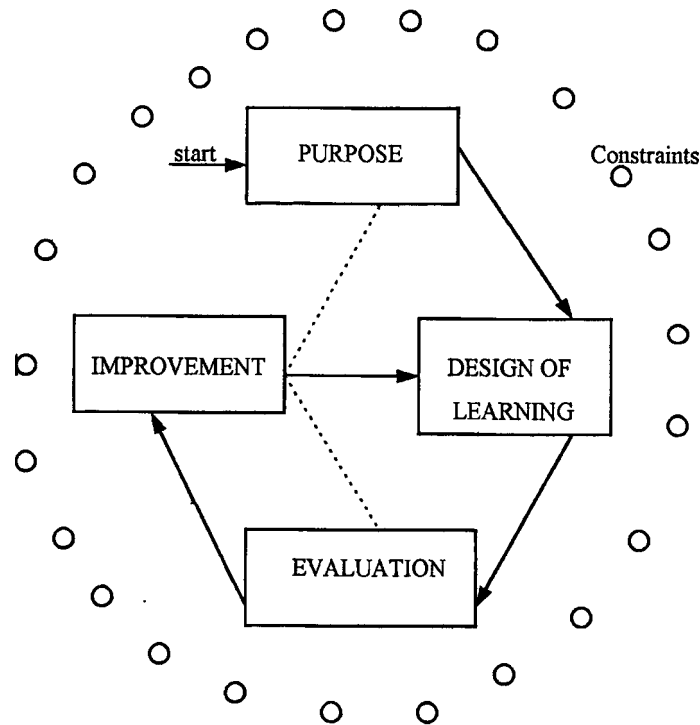 start
PURPOSE
Constraints
IMPROVEMENT
DESIGN OF
LEARNING
EVALUATION